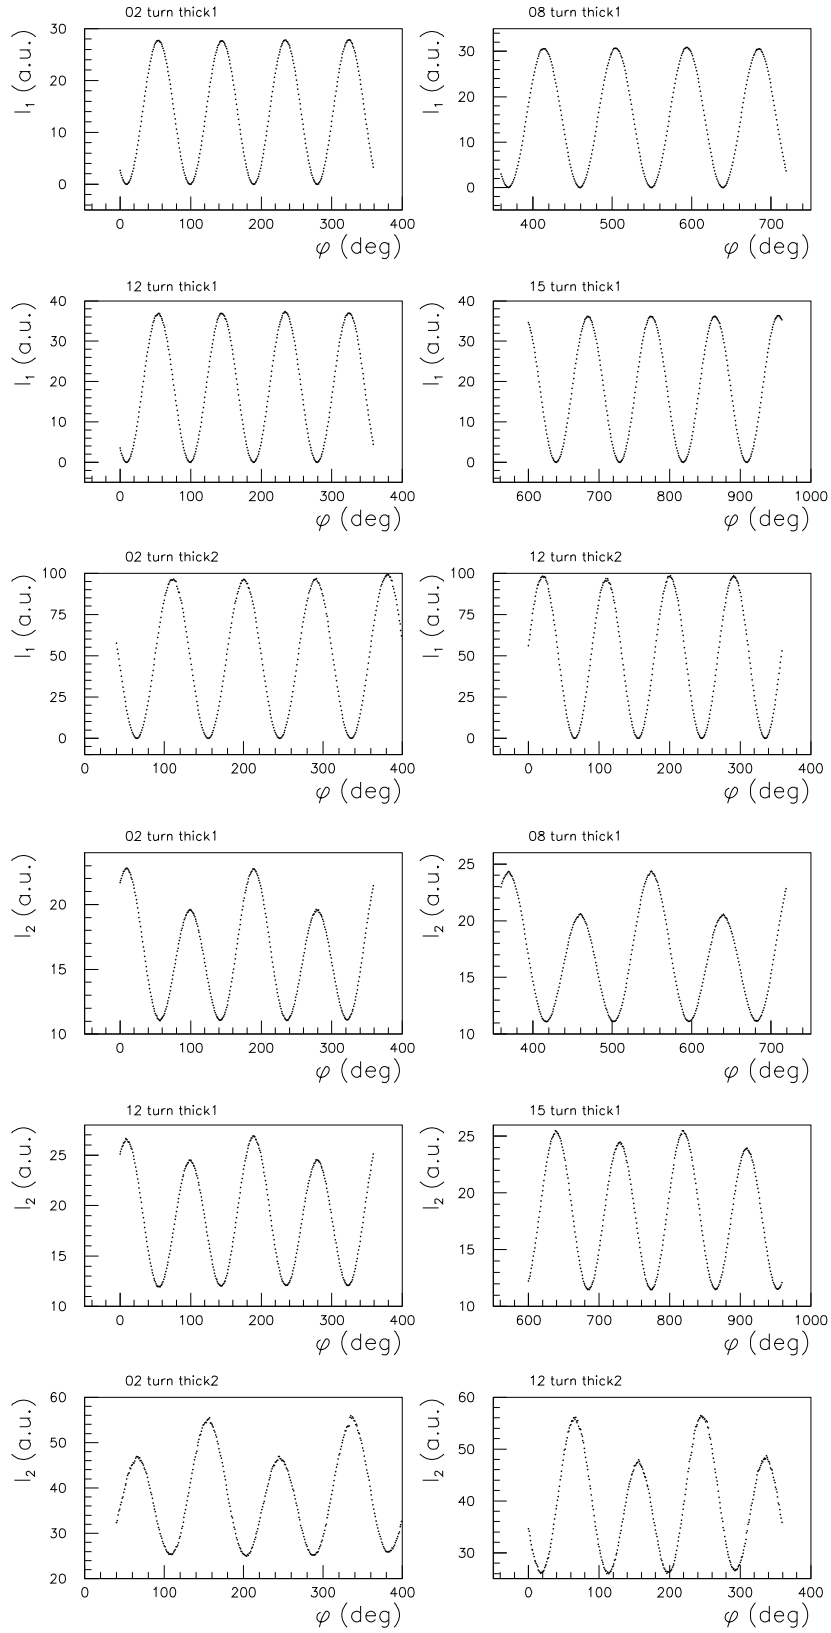 02 turn thick1
I1 (a.u.)
30
20
10
0
0 100 200 300 400
φ (deg)
08 turn thick1
I1 (a.u.)
30
20
10
0
400 500 600 700
φ (deg)
12 turn thick1
I1 (a.u.)
40
30
20
10
0
0 100 200 300 400
φ (deg)
15 turn thick1
I1 (a.u.)
40
30
20
10
0
600 700 800 900 1000
φ (deg)
02 turn thick2
I1 (a.u.)
100
75
50
25
0
0 100 200 300 400
φ (deg)
12 turn thick2
I1 (a.u.)
100
75
50
25
0
0 100 200 300 400
φ (deg)
02 turn thick1
I2 (a.u.)
20
15
10
0 100 200 300 400
φ (deg)
08 turn thick1
I2 (a.u.)
25
20
15
10
400 500 600 700
φ (deg)
12 turn thick1
I2 (a.u.)
25
20
15
10
0 100 200 300 400
φ (deg)
15 turn thick1
I2 (a.u.)
25
20
15
10
600 700 800 900 1000
φ (deg)
02 turn thick2
I2 (a.u.)
60
50
40
30
20
0 100 200 300 400
φ (deg)
12 turn thick2
I2 (a.u.)
60
50
40
30
0 100 200 300 400
φ (deg)